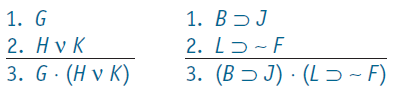 1. G
2. H v K
3. G · (H v K)
1. B ⊃ J
2. L ⊃ ~ F
3. (B ⊃ J) · (L ⊃ ~ F)